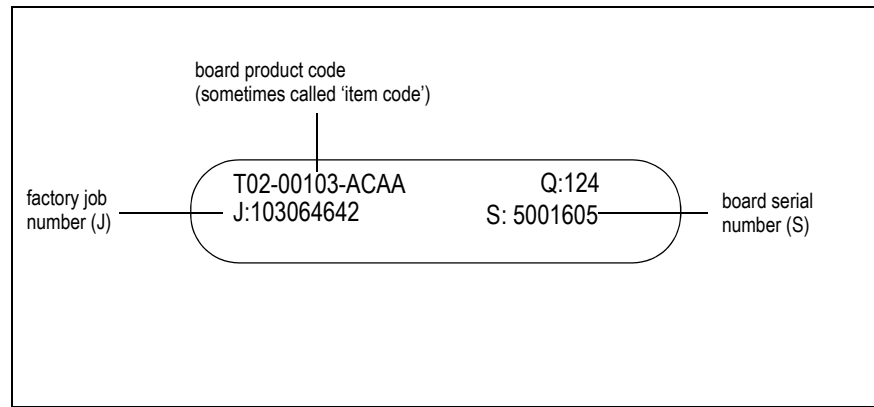 board product code
(sometimes called ‘item code’)
T02-00103-ACAA Q:124
factory job
number (J)
J:103064642 S: 5001605
board serial
number (S)